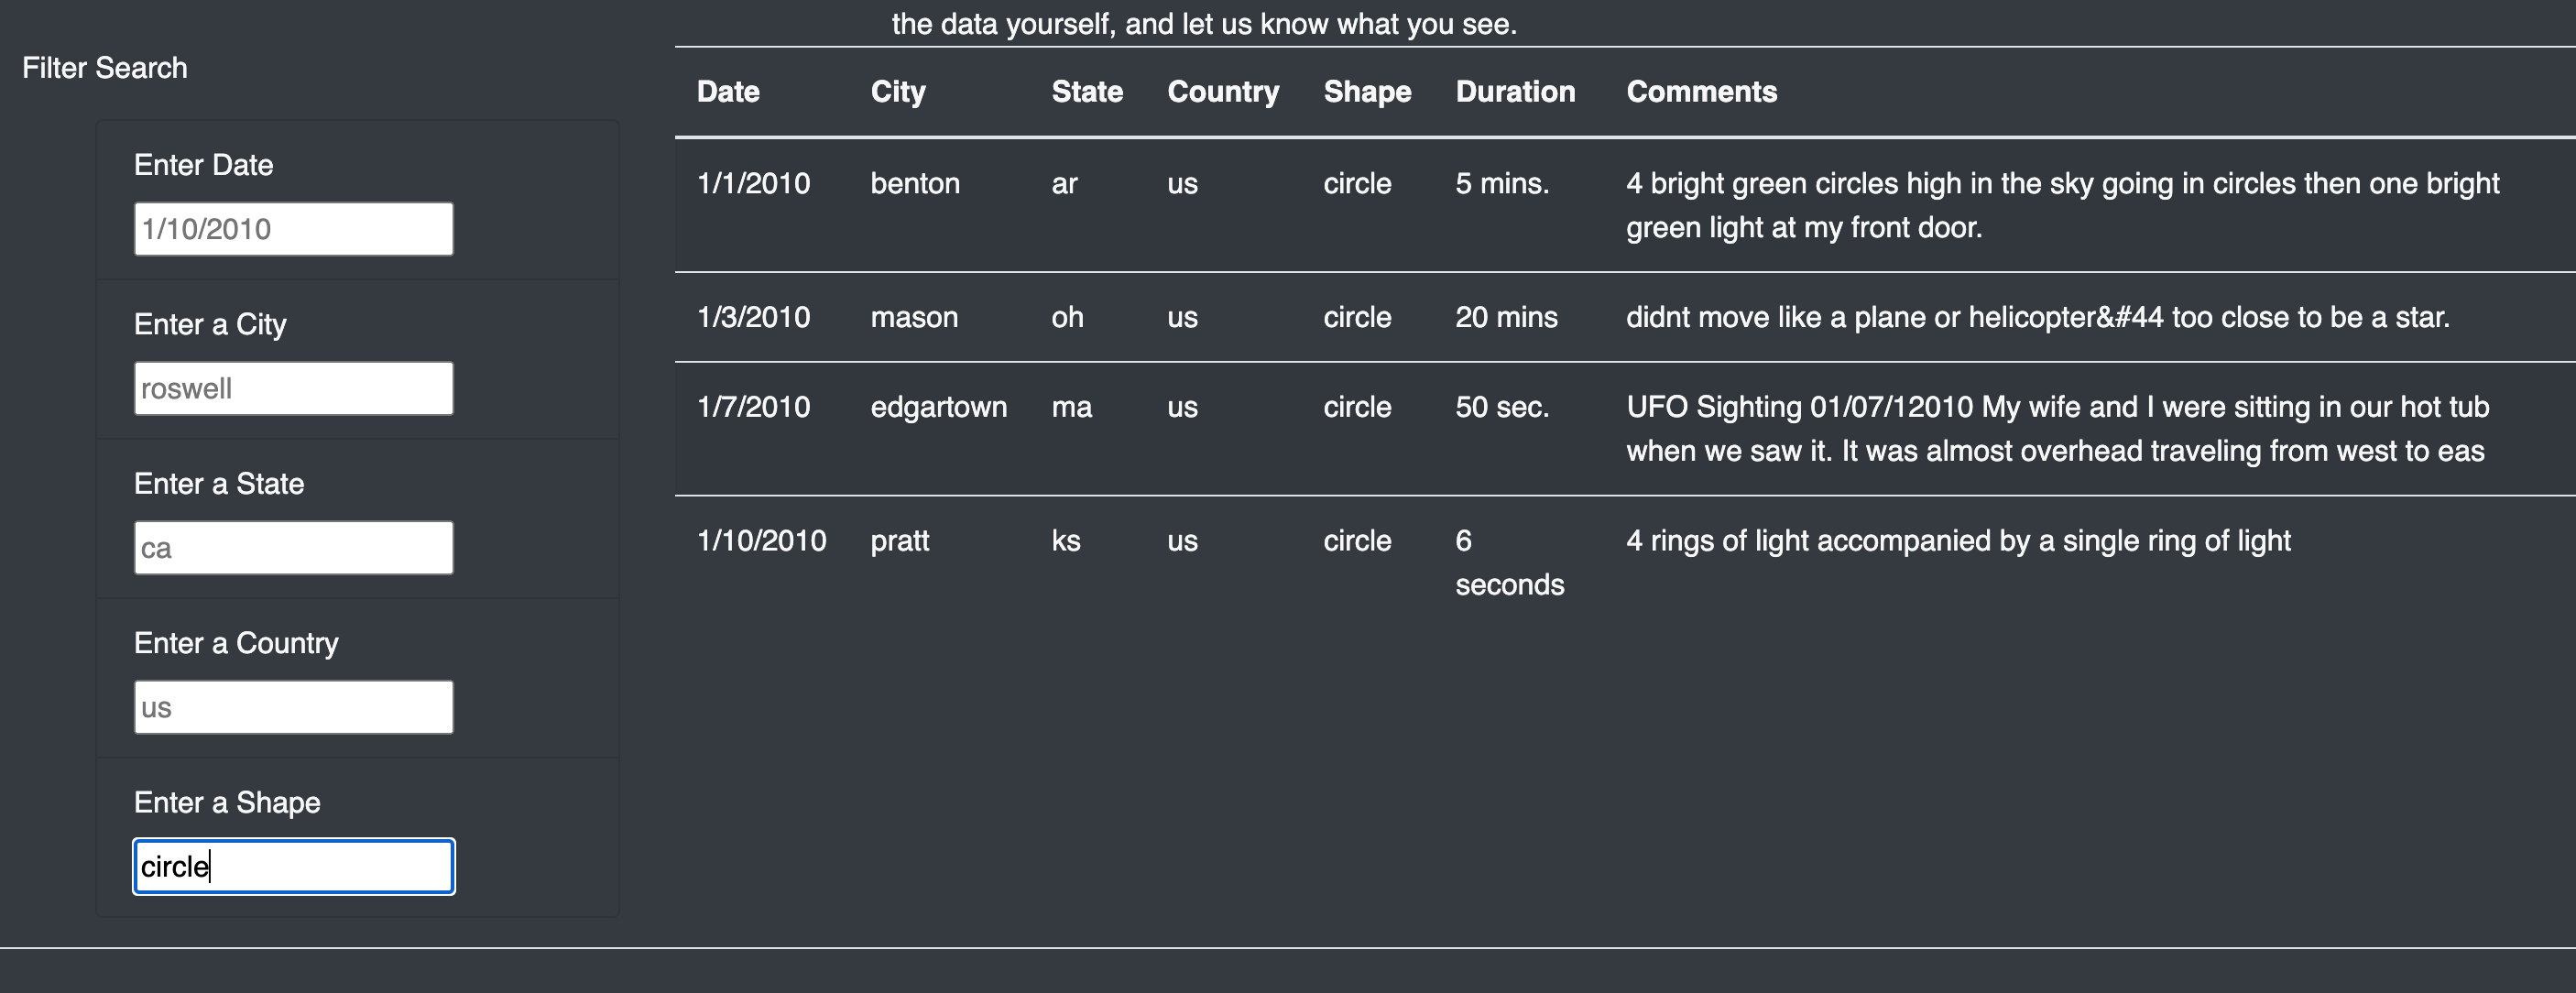 the data yourself, and let us know what you see.
Filter Search
Enter Date
1/10/2010
Enter a City
roswell
Enter a State
ca
Enter a Country
us
Enter a Shape
circle
Date City State Country Shape Duration Comments
1/1/2010 benton ar us circle 5 mins. 4 bright green circles high in the sky going in circles then one bright
green light at my front door.
1/3/2010 mason oh us circle 20 mins didnt move like a plane or helicopter&#44 too close to be a star.
1/7/2010 edgartown ma us circle 50 sec. UFO Sighting 01/07/12010 My wife and I were sitting in our hot tub
when we saw it. It was almost overhead traveling from west to eas
1/10/2010 pratt ks us circle 6 4 rings of light accompanied by a single ring of light
seconds